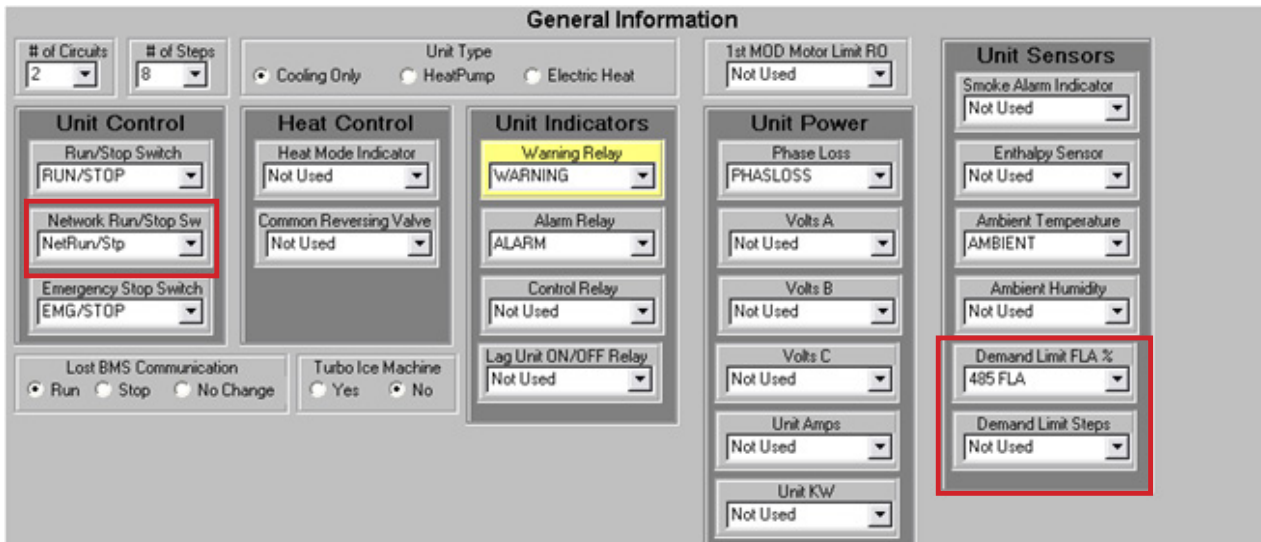 General Information
# of Circuits
2
# of Steps
8
Unit Type
Cooling Only HeatPump Electric Heat
1st MOD Motor Limit RO
Not Used
Unit Control
Run/Stop Switch
RUN/STOP
Network Run/Stop Sw
NetRun/Stp
Emergency Stop Switch
EMG/STOP
Lost BMS Communication
Run Stop No Change
Heat Control
Heat Mode Indicator
Not Used
Common Reversing Valve
Not Used
Turbo Ice Machine
Yes No
Unit Indicators
Warning Relay
WARNING
Alarm Relay
ALARM
Control Relay
Not Used
Lag Unit ON/OFF Relay
Not Used
Unit Power
Phase Loss
PHASLOSS
Volts A
Not Used
Volts B
Not Used
Volts C
Not Used
Unit Amps
Not Used
Unit KW
Not Used
Unit Sensors
Smoke Alarm Indicator
Not Used
Enthalpy Sensor
Not Used
Ambient Temperature
AMBIENT
Ambient Humidity
Not Used
Demand Limit FLA %
485 FLA
Demand Limit Steps
Not Used